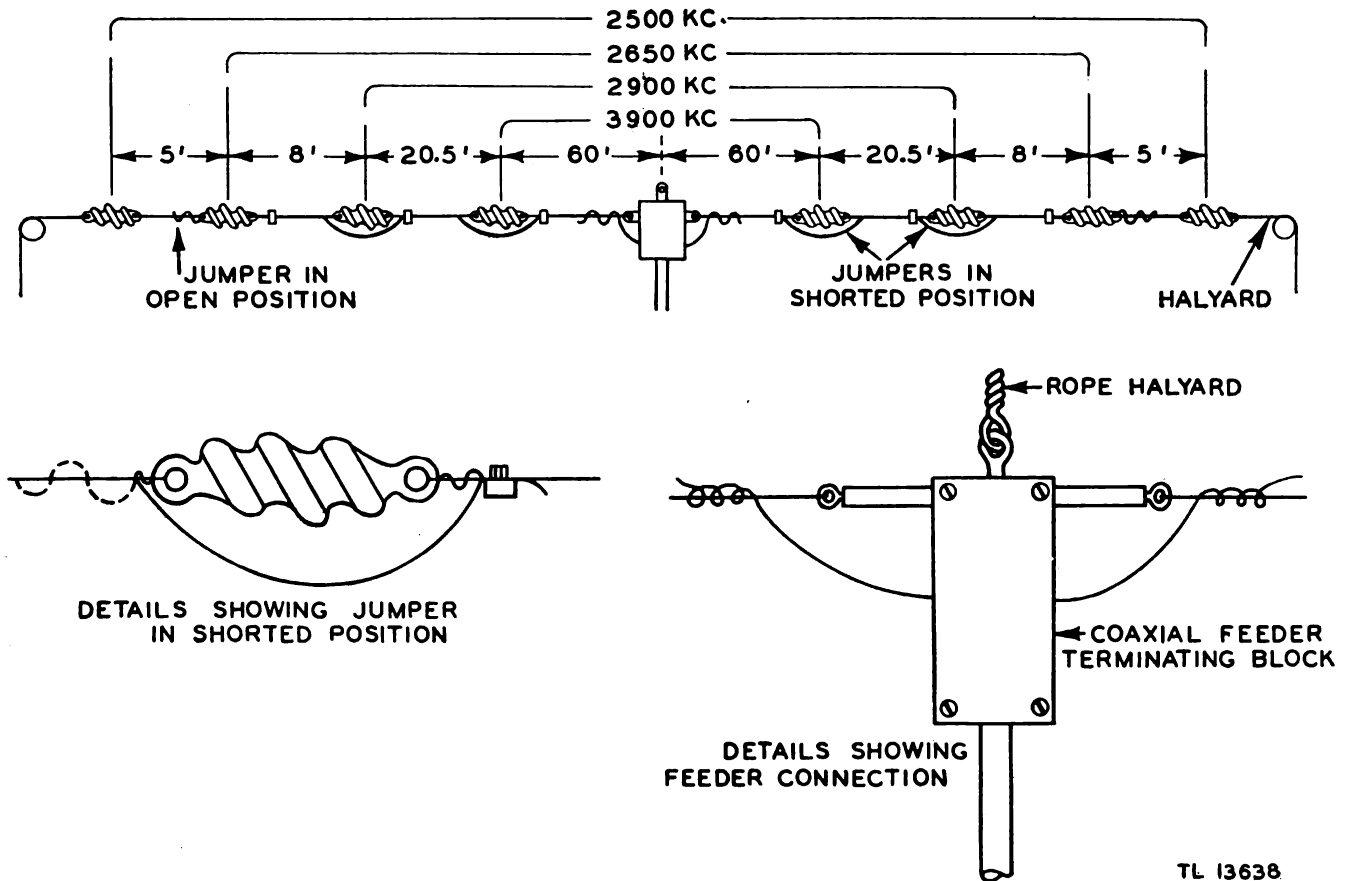 2500 KC.
2650 KC
2900 KC
3900 KC
5' 8' 20.5' 60' 60' 20.5' 8' 5'
JUMPER IN
OPEN POSITION
JUMPERS IN
SHORTED POSITION
HALYARD
ROPE HALYARD
DETAILS SHOWING JUMPER
IN SHORTED POSITION
COAXIAL FEEDER
TERMINATING BLOCK
DETAILS SHOWING
FEEDER CONNECTION
TL 13638